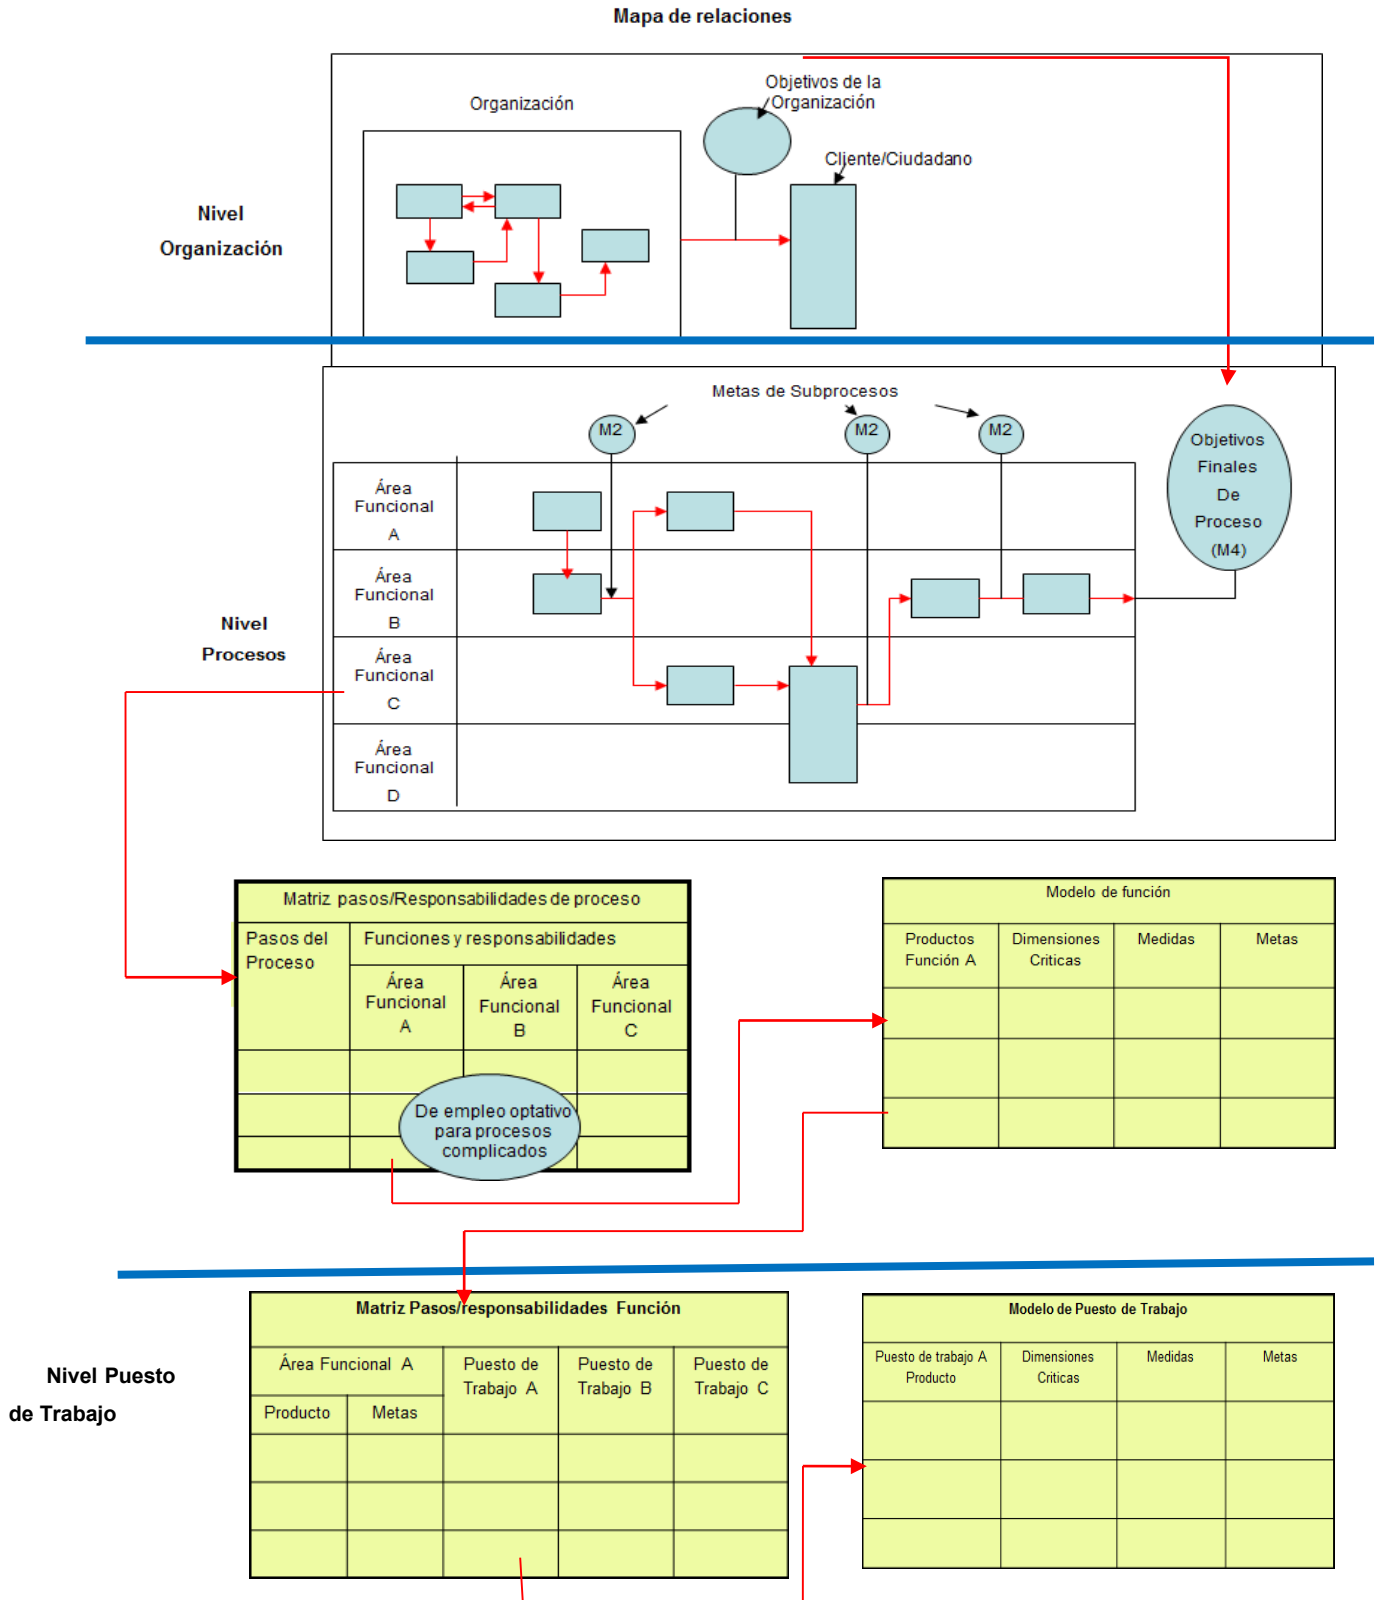 Mapa de relaciones
Objetivos de la
Organización
Organización
Cliente/Ciudadano
Nivel
Organización
Metas de Subprocesos
M2
M2
M2
Objetivos
Finales
De
Proceso
(M4)
Área
Funcional
A
Área
Funcional
B
Nivel
Procesos
Área
Funcional
C
Área
Funcional
D
Matriz pasos/Responsabilidades de proceso
Pasos del
Proceso
Funciones y responsabilidades
Área
Funcional
A
Área
Funcional
B
Área
Funcional
C
De empleo optativo
para procesos
complicados
Modelo de función
Productos
Función A
Dimensiones
Criticas
Medidas
Metas
Matriz Pasos/responsabilidades Función
Área Funcional A
Producto
Metas
Puesto de
Trabajo A
Puesto de
Trabajo B
Puesto de
Trabajo C
Nivel Puesto
de Trabajo
Modelo de Puesto de Trabajo
Puesto de trabajo A
Producto
Dimensiones
Criticas
Medidas
Metas